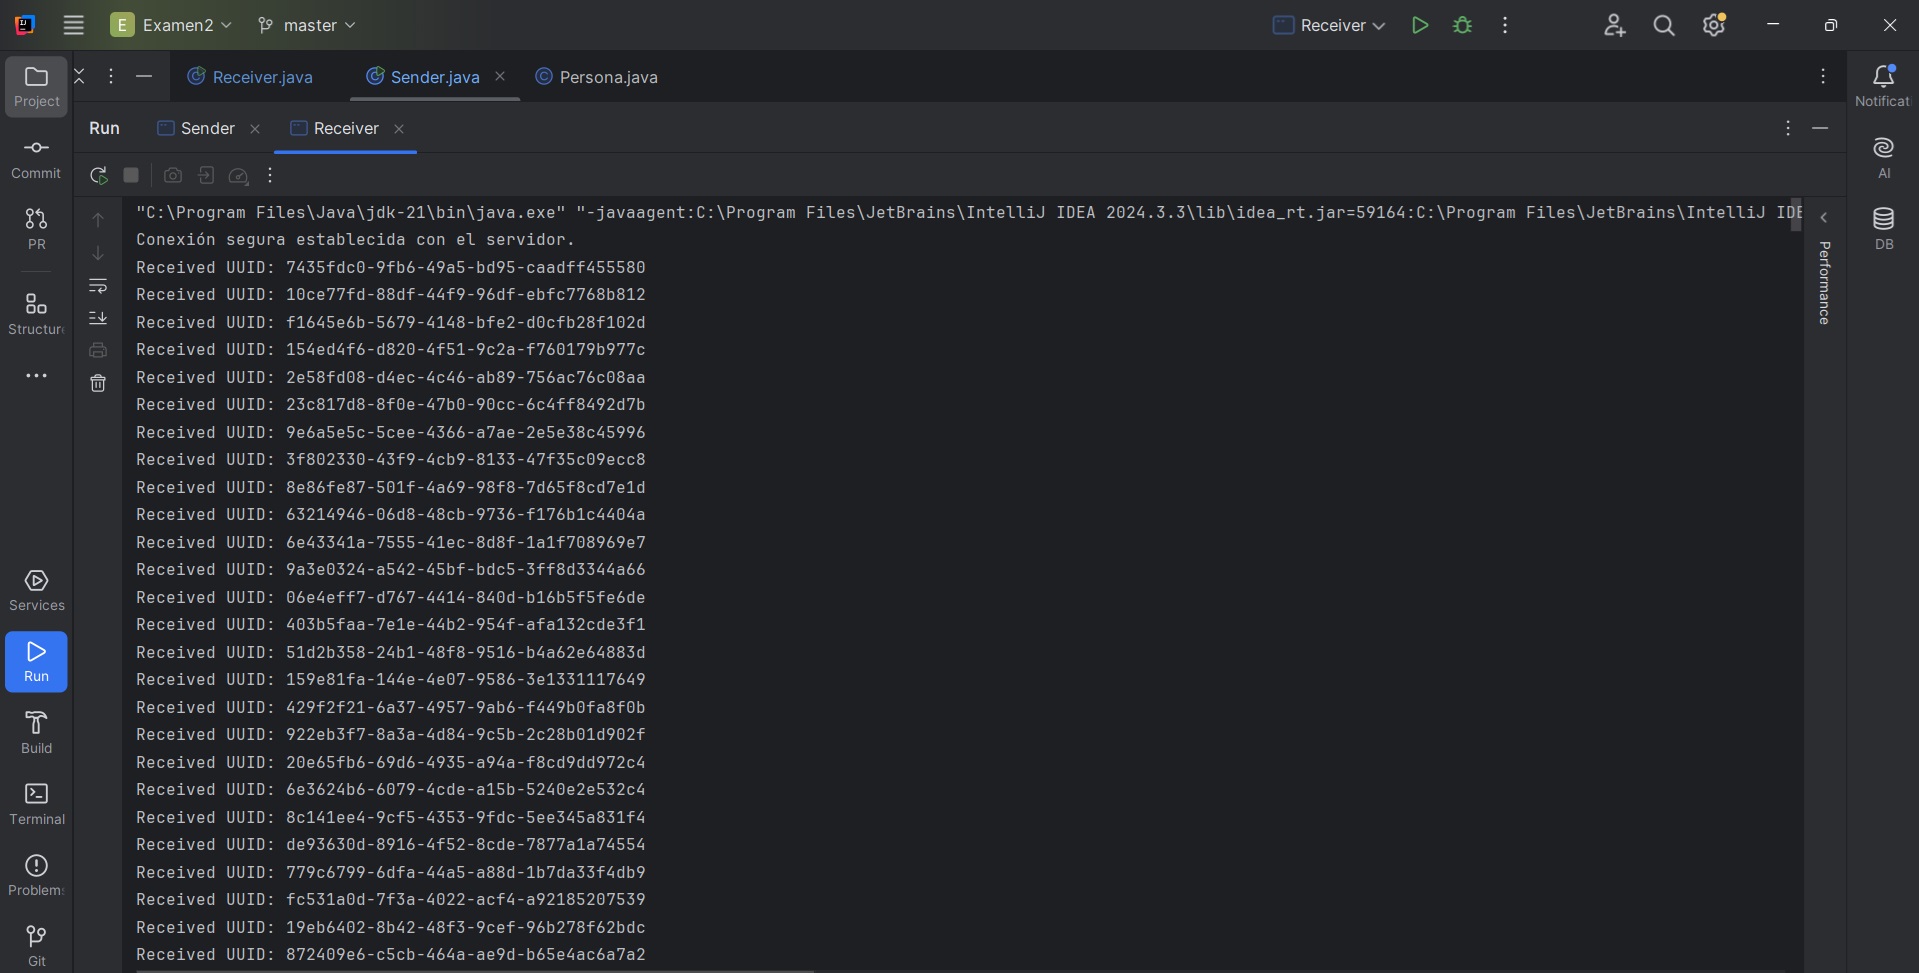 E Examen2 master Receiver
Receiver.java Sender.java Persona.java
Project
Commit
PR
Structur
Services
Run
Build
Terminal
Problem
Git
Run Sender Receiver
"C:\Program Files\Java\jdk-21\bin\java.exe" "-javaagent:C:\Program Files\JetBrains\IntelliJ IDEA 2024.3.3\lib\idea_rt.jar=59164:C:\Program Files\JetBrains\IntelliJ IDE
Conexión segura establecida con el servidor.
Received UUID: 7435fdc0-9fb6-49a5-bd95-caadff455580
Received UUID: 10ce77fd-88df-44f9-96df-ebfc7768b812
Received UUID: f1645e6b-5679-4148-bfe2-d0cfb28f102d
Received UUID: 154ed4f6-d820-4f51-9c2a-f760179b977c
Received UUID: 2e58fd08-d4ec-4c46-ab89-756ac76c08aa
Received UUID: 23c817d8-8f0e-47b0-90cc-6c4ff8492d7b
Received UUID: 9e6a5e5c-5cee-4366-a7ae-2e5e38c45996
Received UUID: 3f802330-43f9-4cb9-8133-47f35c09ecc8
Received UUID: 8e86fe87-501f-4a69-98f8-7d65f8cd7e1d
Received UUID: 63214946-06d8-48cb-9736-f176b1c4404a
Received UUID: 6e43341a-7555-41ec-8d8f-1a1f708969e7
Received UUID: 9a3e0324-a542-45bf-bdc5-3ff8d3344a66
Received UUID: 06e4eff7-d767-4414-840d-b16b5f5fe6de
Received UUID: 403b5faa-7e1e-44b2-954f-afa132cde3f1
Received UUID: 51d2b358-24b1-48f8-9516-b4a62e64883d
Received UUID: 159e81fa-144e-4e07-9586-3e1331117649
Received UUID: 429f2f21-6a37-4957-9ab6-f449b0fa8f0b
Received UUID: 922eb3f7-8a3a-4d84-9c5b-2c28b01d902f
Received UUID: 20e65fb6-69d6-4935-a94a-f8cd9dd972c4
Received UUID: 6e3624b6-6079-4cde-a15b-5240e2e532c4
Received UUID: 8c141ee4-9cf5-4353-9fdc-5ee345a831f4
Received UUID: de93630d-8916-4f52-8cde-7877a1a74554
Received UUID: 779c6799-6dfa-44a5-a88d-1b7da33f4db9
Received UUID: fc531a0d-7f3a-4022-acf4-a92185207539
Received UUID: 19eb6402-8b42-48f3-9cef-96b278f62bdc
Received UUID: 872409e6-c5cb-464a-ae9d-b65e4ac6a7a2
Performance
Notificat
AI
DB